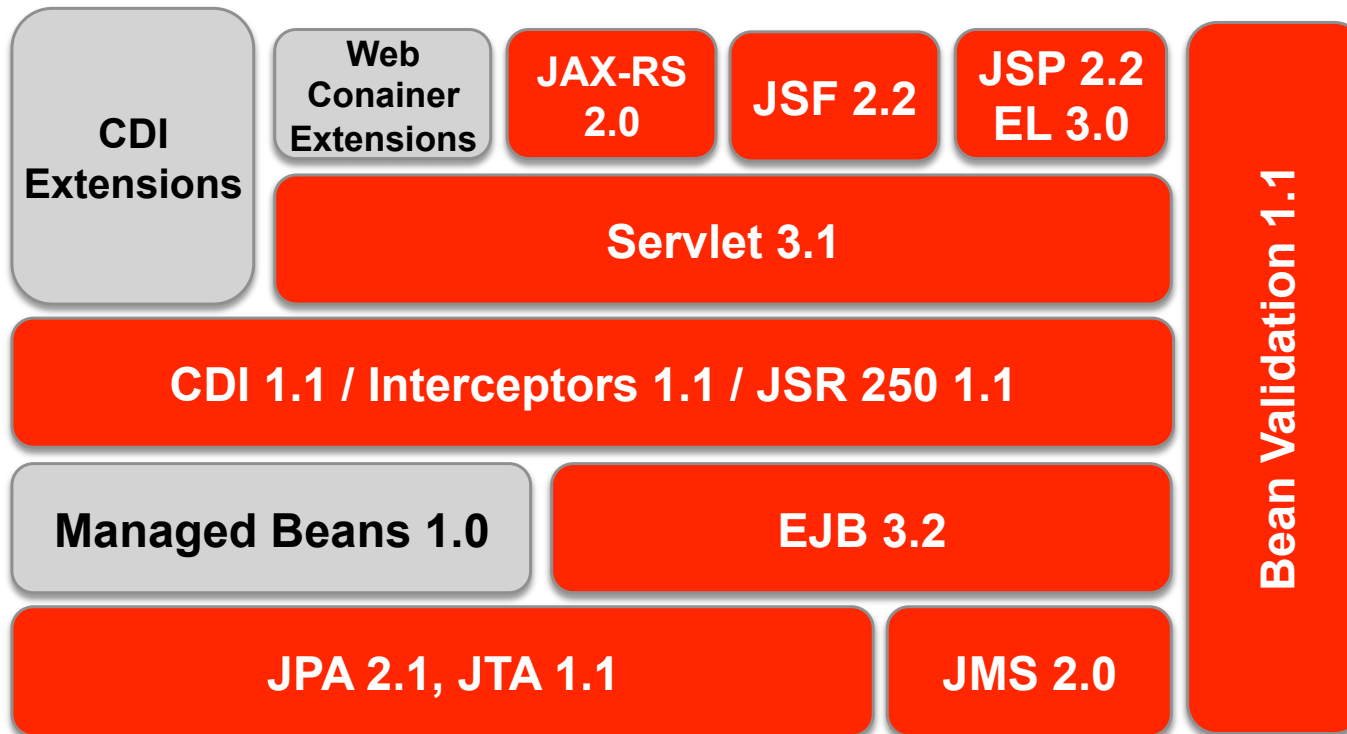 CDI
Extensions
Web
Conainer
Extensions
JAX-RS
2.0
JSF 2.2
JSP 2.2
EL 3.0
Servlet 3.1
CDI 1.1 / Interceptors 1.1 / JSR 250 1.1
Managed Beans 1.0
EJB 3.2
JPA 2.1, JTA 1.1
JMS 2.0
Bean Validation 1.1